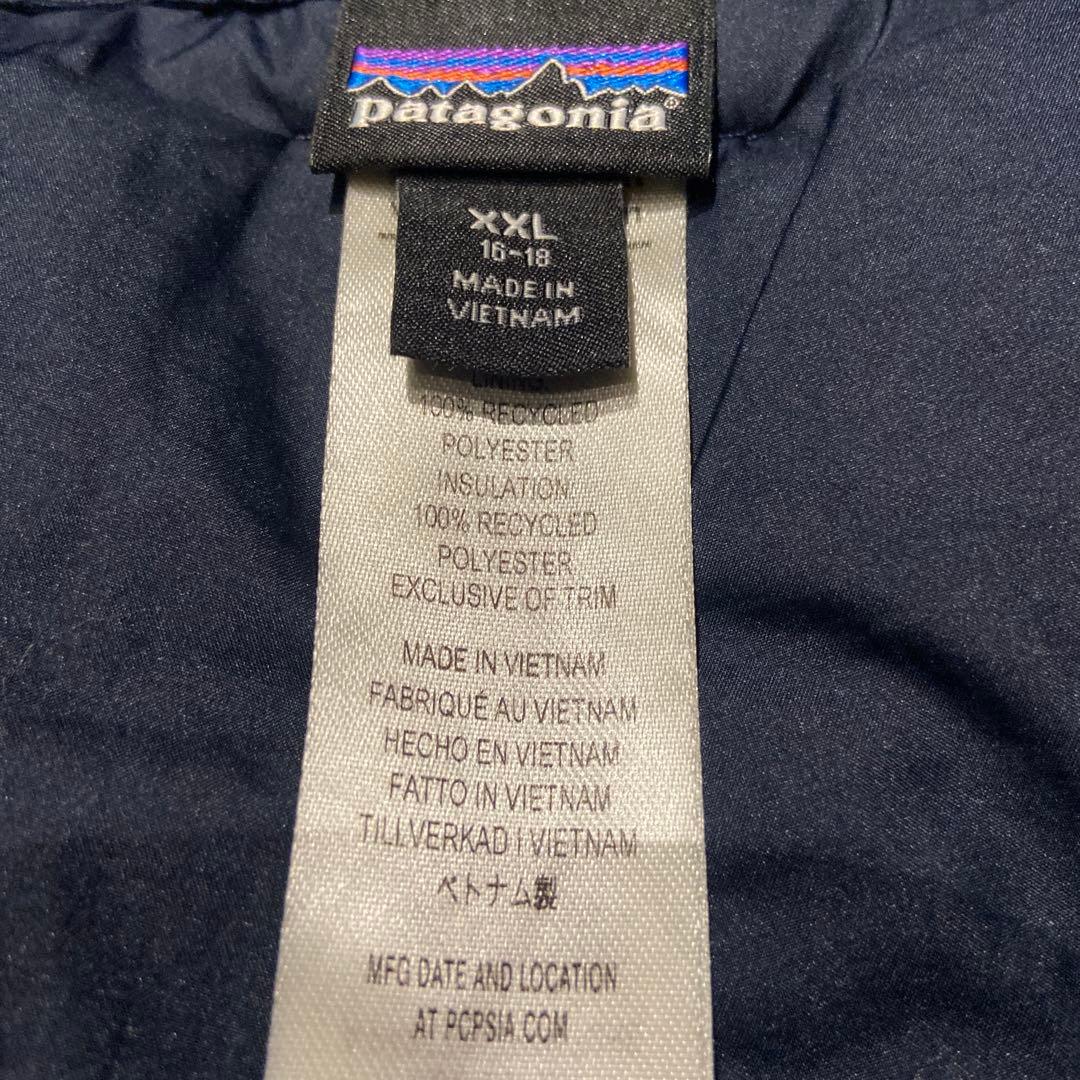 patagonia®
XXL
16-18
MADE IN
VIETNAM
LINING:
100% RECYCLED
POLYESTER
INSULATION:
100% RECYCLED
POLYESTER
EXCLUSIVE OF TRIM
MADE IN VIETNAM
FABRIQUÉ AU VIETNAM
HECHO EN VIETNAM
FATTO IN VIETNAM
TILLVERKAD I VIETNAM
ベトナム製
MFG DATE AND LOCATION
AT PCPSIA COM